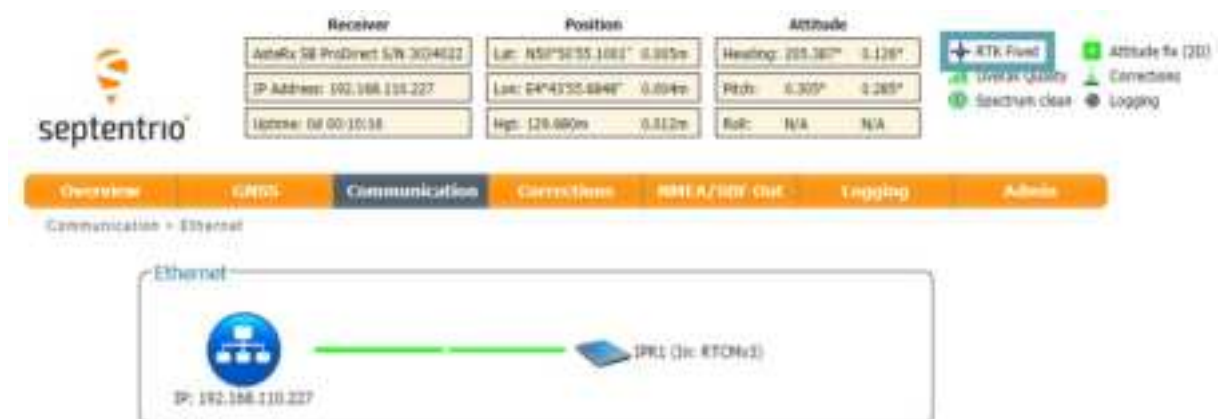 septentrio
Receiver
AsteRx SB ProDirect S/N 3034022
IP Address: 192.168.110.227
Uptime: 0d 00:10:16
Position
Lat: N50°50'55.1001" 0.005m
Lon: E4°43'55.6848" 0.004m
Hgt: 129.680m 0.012m
Attitude
Heading: 205.387° 0.126°
Pitch: 0.305° 0.265°
Roll: N/A N/A
RTK Fixed
Overall Quality
Spectrum clean
Attitude fix (2D)
Corrections
Logging
Overview GNSS Communication Corrections NMEA/SBF Out Logging Admin
Communication > Ethernet
Ethernet
IP: 192.168.110.227
IPR1 (In: RTCMv3)